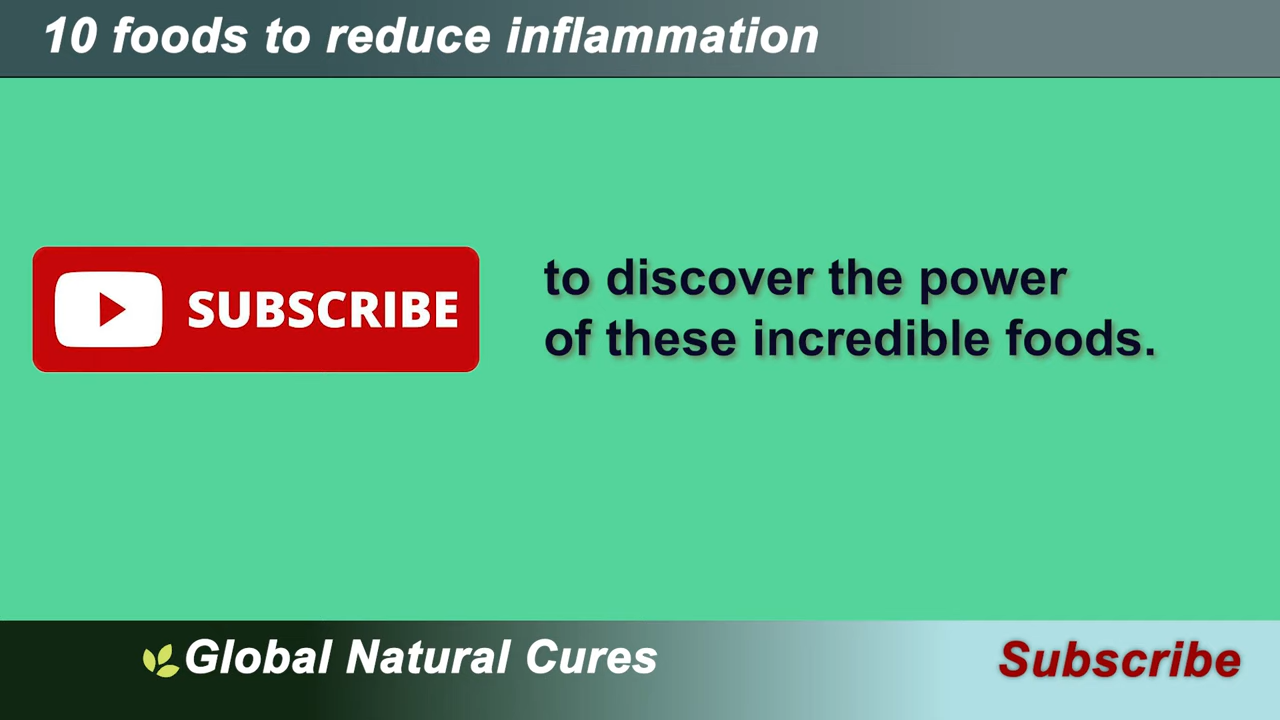 10 foods to reduce inflammation
SUBSCRIBE
to discover the power
of these incredible foods.
Global Natural Cures
Subscribe